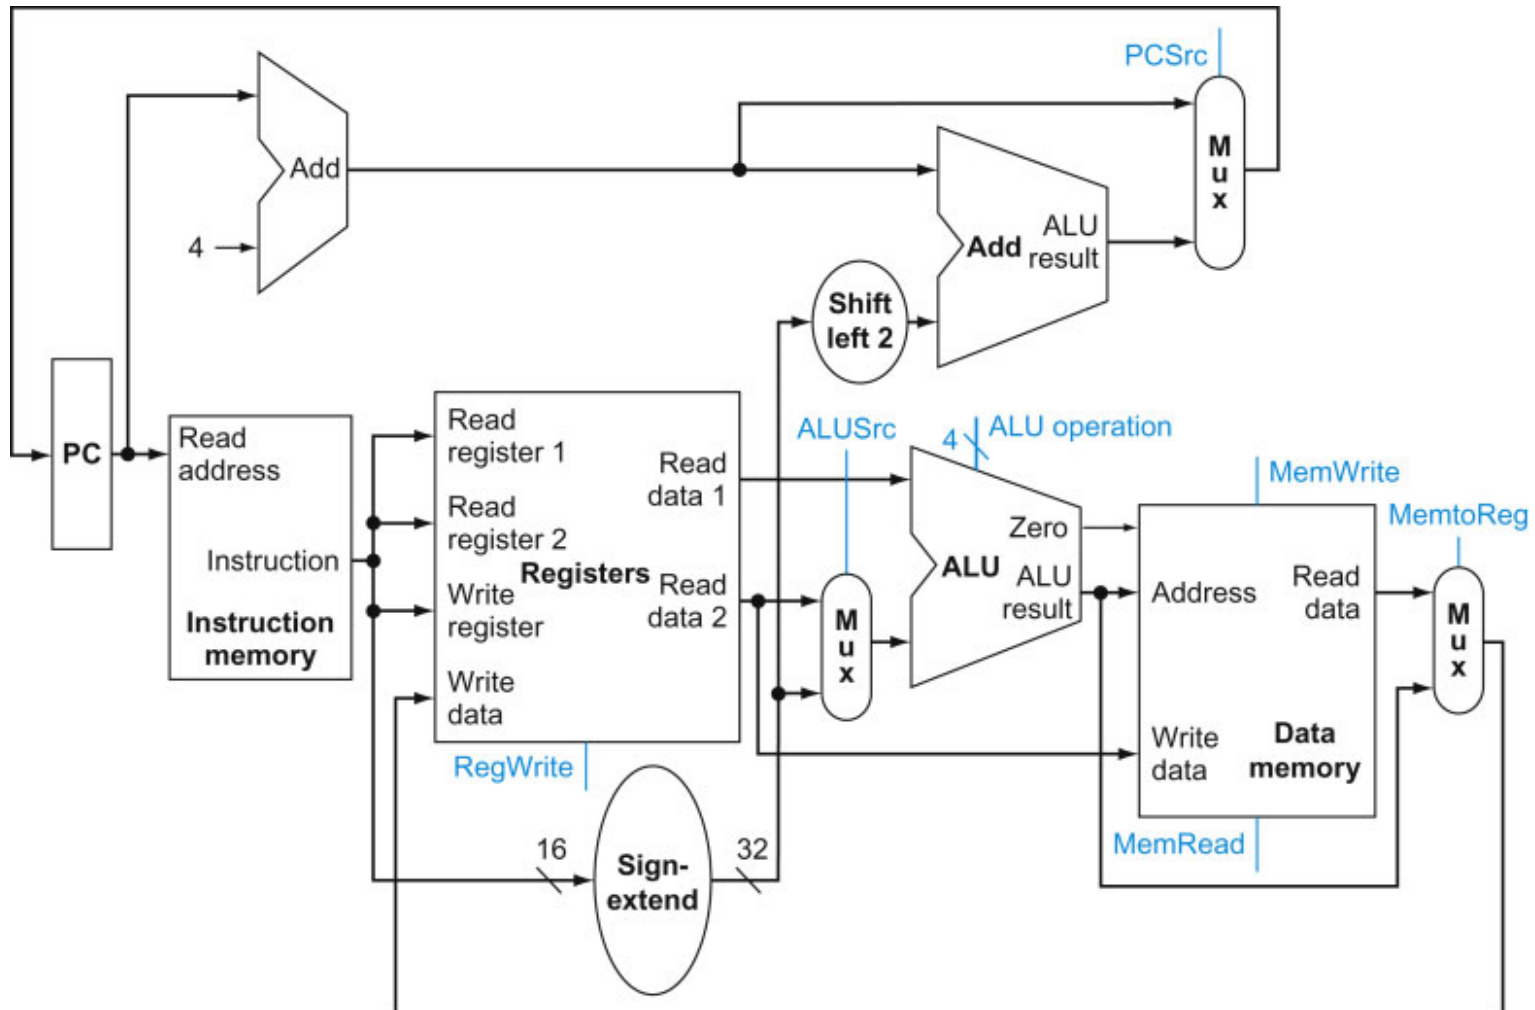 PCSrc
Add
4
M
u
x
Add
ALU
result
Shift
left 2
PC
Read
address
Instruction
Instruction
memory
Read
register 1
Read
register 2
Registers
Write
register
Write
data
Read
data 1
Read
data 2
RegWrite
16
Sign-
extend
32
ALUSrc
M
u
x
4
ALU operation
Zero
ALU
ALU
result
MemWrite
Address
Read
data
Write
data
Data
memory
MemRead
MemtoReg
M
u
x